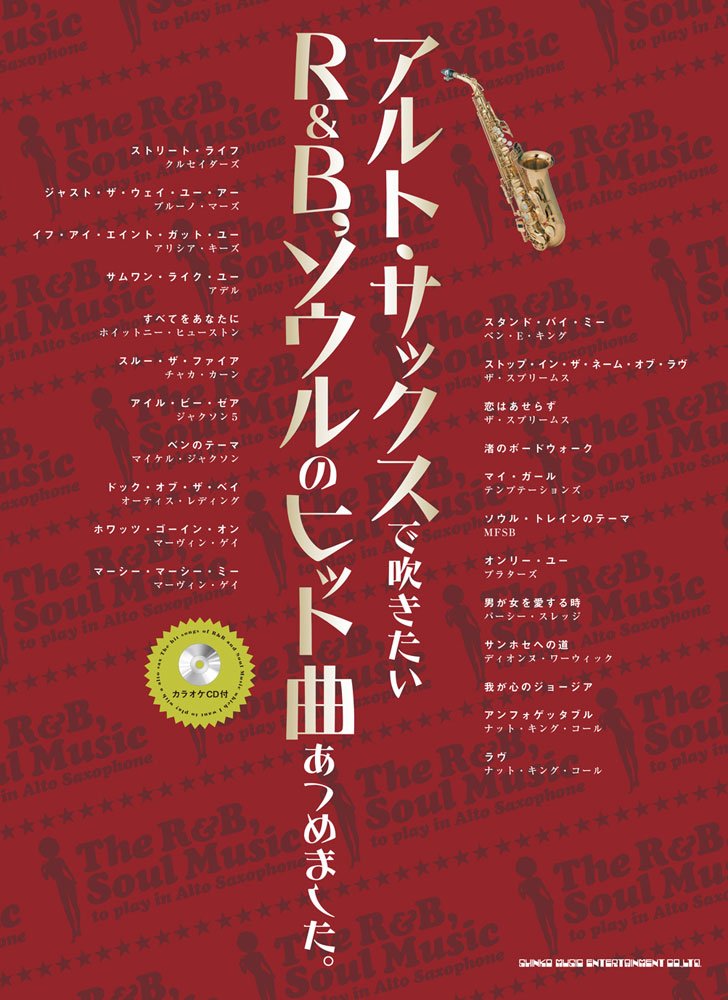 アルト・サックスで吹きたい
R&B,ソウルのヒット曲あつめました。
スタンド・バイ・ミー
ベン・E・キング
ストップ・イン・ザ・ネーム・オブ・ラヴ
ザ・スプリームス
恋はあせらず
ザ・スプリームス
渚のボードウォーク
マイ・ガール
テンプテーションズ
ソウル・トレインのテーマ
MFSB
オンリー・ユー
プラターズ
男が女を愛する時
パーシー・スレッジ
サンホセへの道
ディオンヌ・ワーウィック
我が心のジョージア
アンフォゲッタブル
ナット・キング・コール
ラヴ
ナット・キング・コール
ストリート・ライフ
クルセイダーズ
ジャスト・ザ・ウェイ・ユー・アー
ブルーノ・マーズ
イフ・アイ・エイント・ガット・ユー
アリシア・キーズ
サムワン・ライク・ユー
アデル
すべてをあなたに
ホイットニー・ヒューストン
スルー・ザ・ファイア
チャカ・カーン
アイル・ビー・ゼア
ジャクソン5
ベンのテーマ
マイケル・ジャクソン
ドック・オブ・ザ・ベイ
オーティス・レディング
ホワッツ・ゴーイン・オン
マーヴィン・ゲイ
マーシー・マーシー・ミー
マーヴィン・ゲイ
The hit songs of R&B and Soul Music which I want to play with a alto sax
カラオケCD付
The R&B,
Soul Music
to play in Alto Saxophone
SHINKO MUSIC ENTERTAINMENT CO.,LTD.